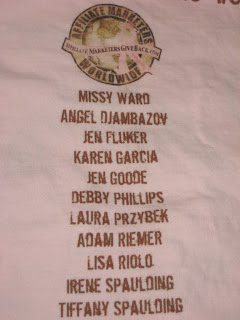 AFFILIATE MARKETERS
AFFILIATEMARKETERSGIVEBACK.COM
WORLDWIDE
MISSY WARD
ANGEL DJAMBAZOV
JEN FLUKER
KAREN GARCIA
JEN GOODE
DEBBY PHILLIPS
LAURA PRZYBEK
ADAM RIEMER
LISA RIOLO
IRENE SPAULDING
TIFFANY SPAULDING